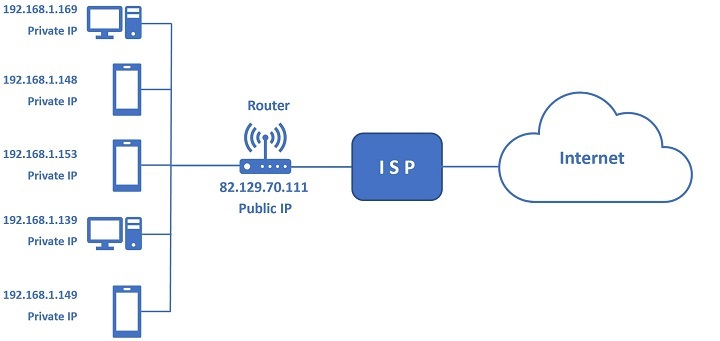 192.168.1.169
Private IP
192.168.1.148
Private IP
192.168.1.153
Private IP
192.168.1.139
Private IP
192.168.1.149
Private IP
Router
82.129.70.111
Public IP
ISP
Internet